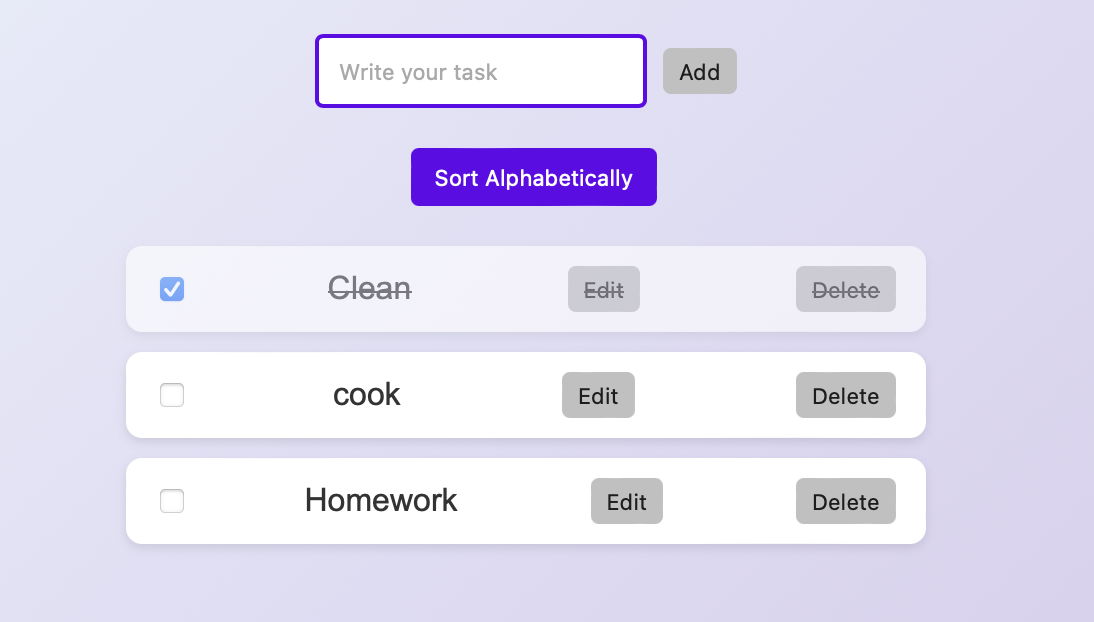 Write your task Add
Sort Alphabetically
Clean Edit Delete
cook Edit Delete
Homework Edit Delete